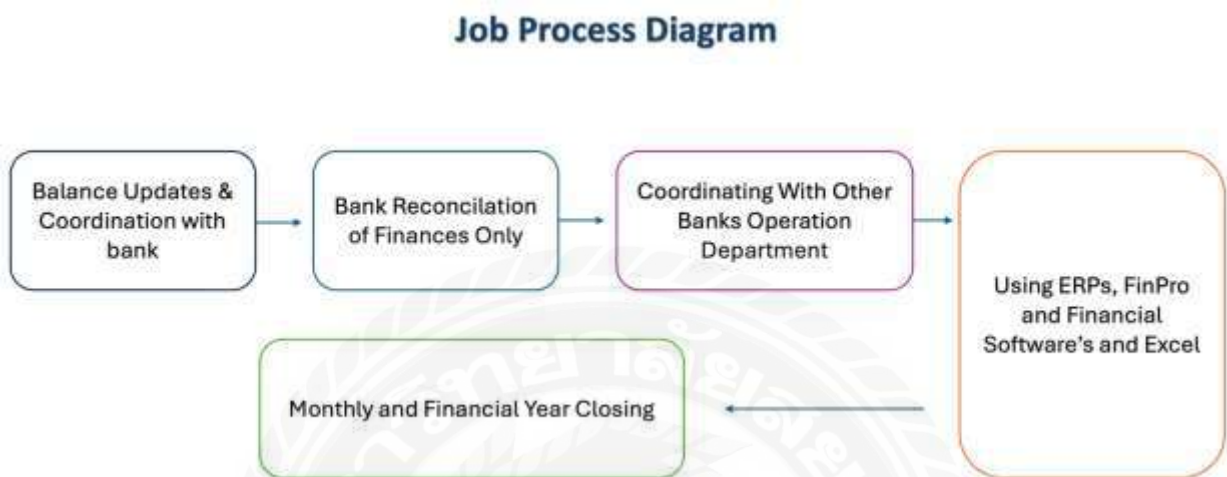 Job Process Diagram
Balance Updates &
Coordination with
bank
Bank Reconcilation
of Finances Only
Coordinating With Other
Banks Operation
Department
Using ERPs, FinPro
and Financial
Software's and Excel
Monthly and Financial Year Closing